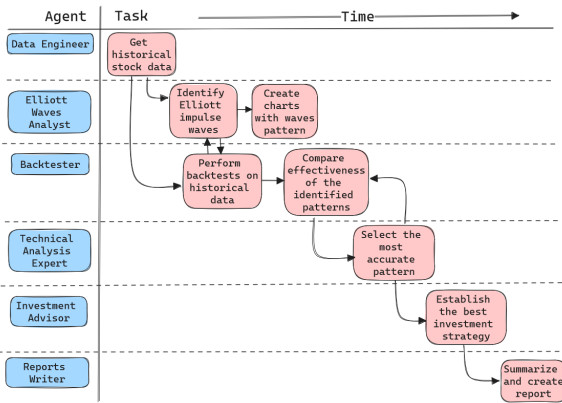 Agent
Task
Time
Data Engineer
Get
historical
stock data
Elliott
Waves
Analyst
Identify
Elliott
impulse
waves
Create
charts
with waves
pattern
Backtester
Perform
backtests on
historical
data
Compare
effectiveness
of the
identified
patterns
Technical
Analysis
Expert
Select the
most
accurate
pattern
Investment
Advisor
Establish
the best
investment
strategy
Reports
Writer
Summarize
and create
report